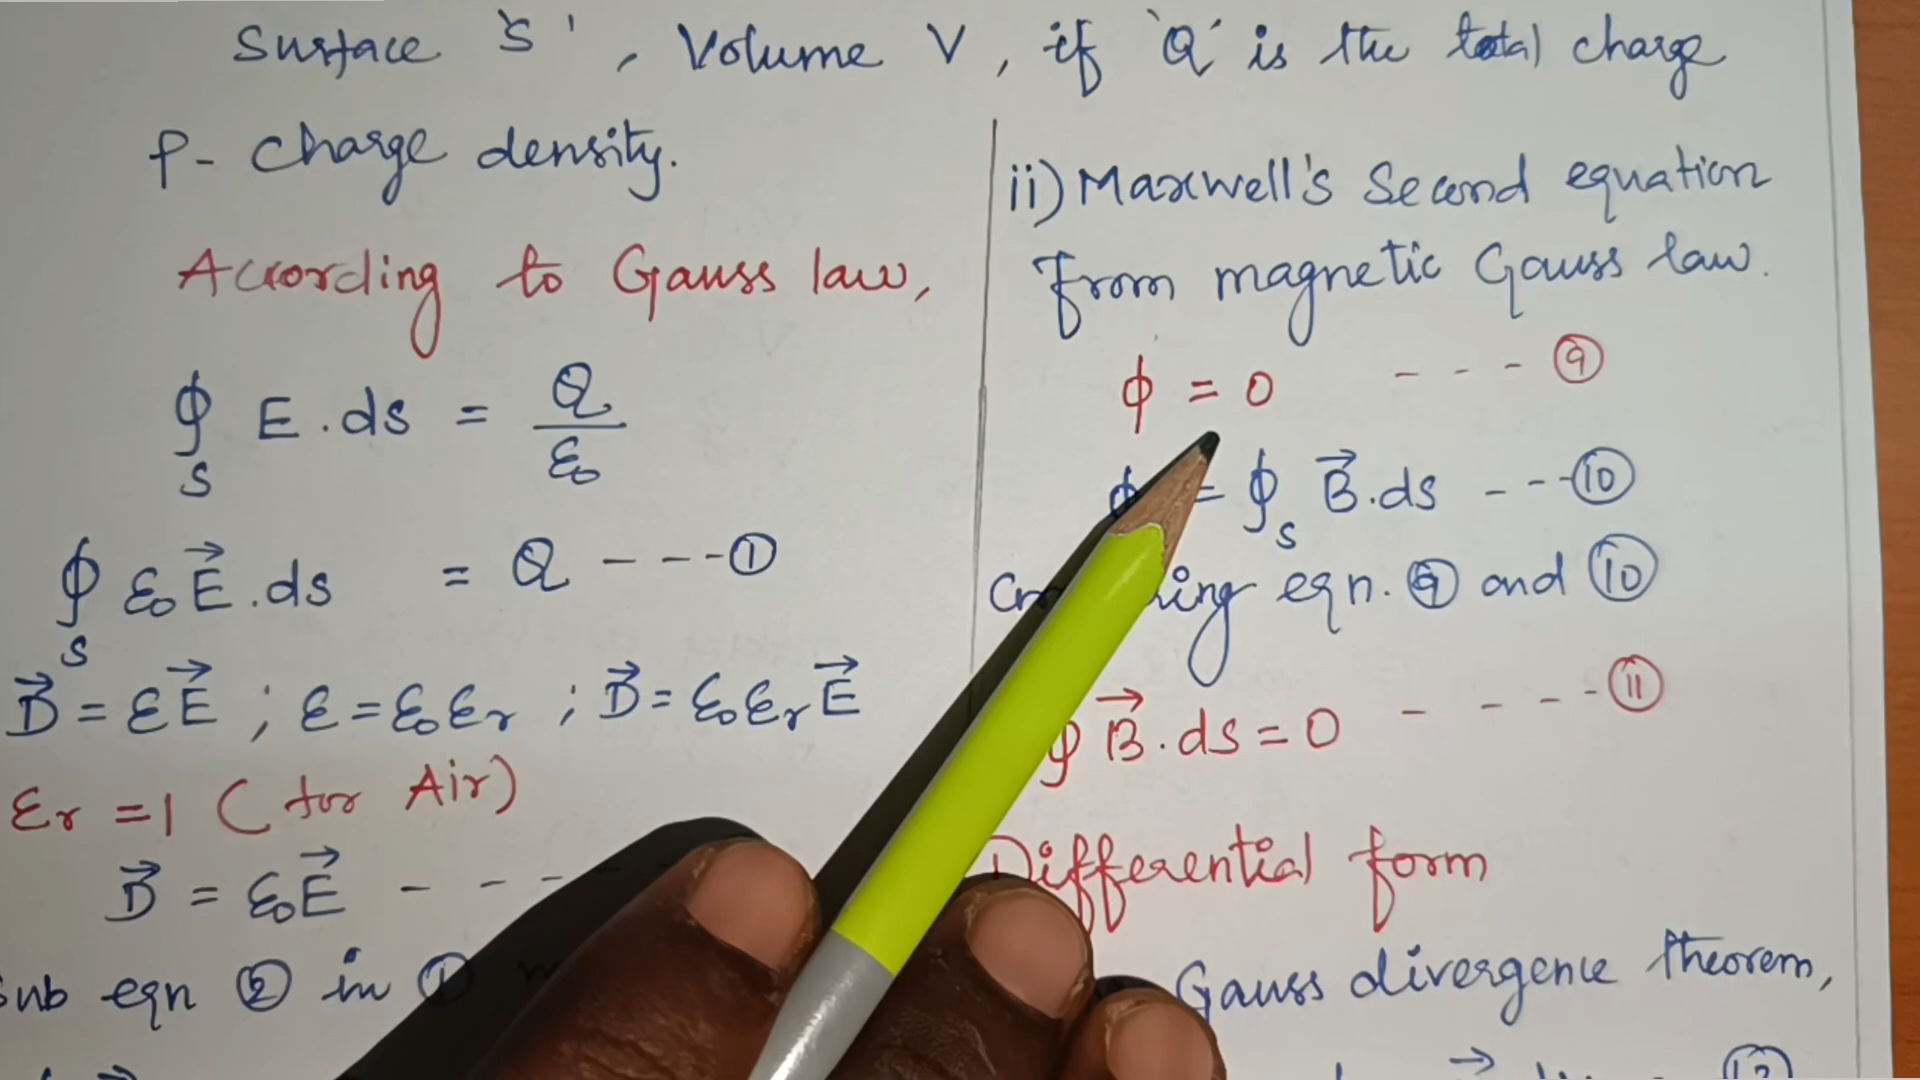 Surface 'S', Volume V, if 'Q' is the total charge
ρ- charge density.
According to Gauss law,
∮ E.ds = Q/ε₀
S
∮ ε₀E⃗.ds = Q ---①
S
D⃗ = εE⃗ ; ε = ε₀εr ; D⃗ = ε₀εrE⃗
εr = 1 (for Air)
D⃗ = ε₀E⃗ - - -
Sub eqn ② in ①
ii) Maxwell's Second equation
From magnetic Gauss law.
ϕ = 0 - - - ⑨
ϕ = ∮ B⃗.ds - - - ⑩
S
eqn. ⑨ and ⑩
∮ B⃗.ds = 0 - - - - ⑪
Differential form
Gauss divergence theorem,